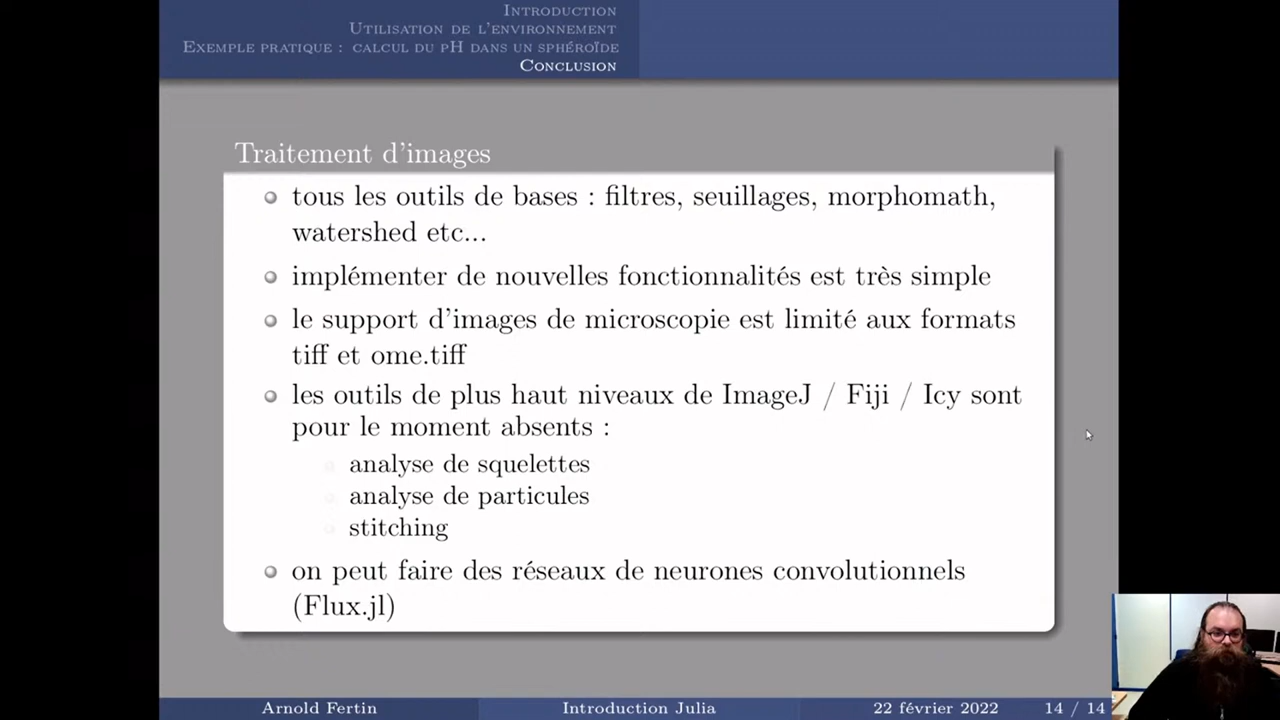 Introduction
Utilisation de l'environnement
Exemple pratique : calcul du pH dans un sphéroïde
Conclusion
Traitement d'images
tous les outils de bases : filtres, seuillages, morphomath,
watershed etc...
implémenter de nouvelles fonctionnalités est très simple
le support d'images de microscopie est limité aux formats
tiff et ome.tiff
les outils de plus haut niveaux de ImageJ / Fiji / Icy sont
pour le moment absents :
analyse de squelettes
analyse de particules
stitching
on peut faire des réseaux de neurones convolutionnels
(Flux.jl)
Arnold Fertin Introduction Julia 22 février 2022 14 / 14